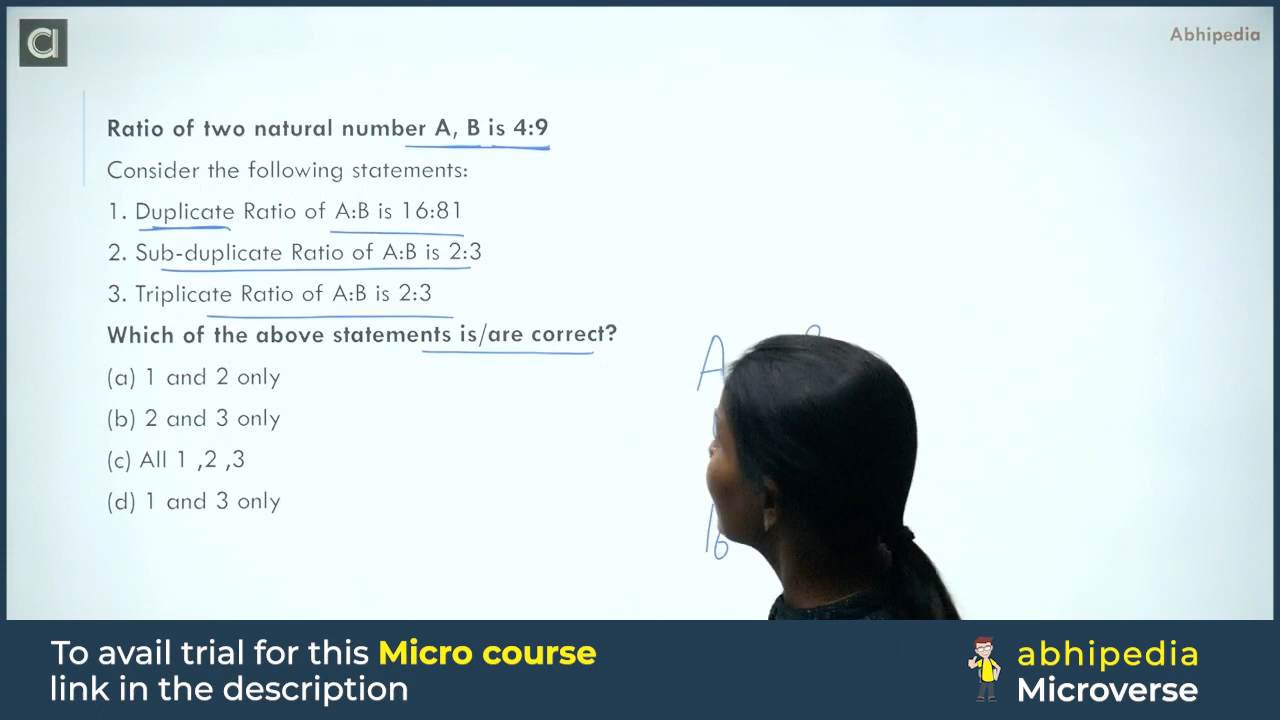 Abhipedia
Ratio of two natural number A, B is 4:9
Consider the following statements:
1. Duplicate Ratio of A:B is 16:81
2. Sub-duplicate Ratio of A:B is 2:3
3. Triplicate Ratio of A:B is 2:3
Which of the above statements is/are correct?
(a) 1 and 2 only
(b) 2 and 3 only
(c) All 1 ,2 ,3
(d) 1 and 3 only
A
16
To avail trial for this Micro course
link in the description
abhipedia
Microverse